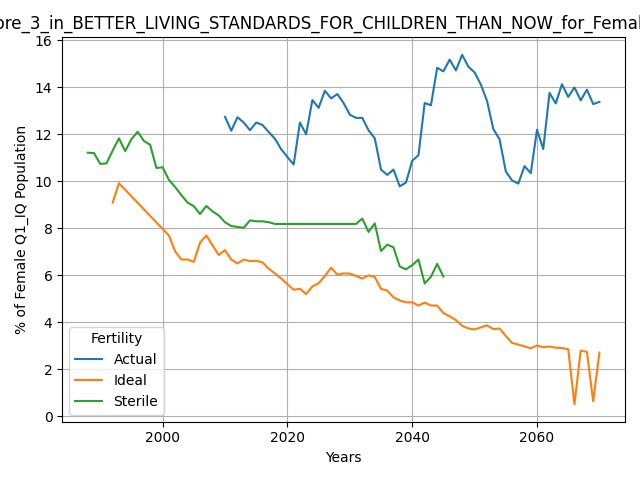 ore_3_in_BETTER_LIVING_STANDARDS_FOR_CHILDREN_THAN_NOW_for_Femal
16
14
12
10
8
6
4
2
0
% of Female Q1_IQ Population
Fertility
Actual
Ideal
Sterile
2000
2020
2040
2060
Years